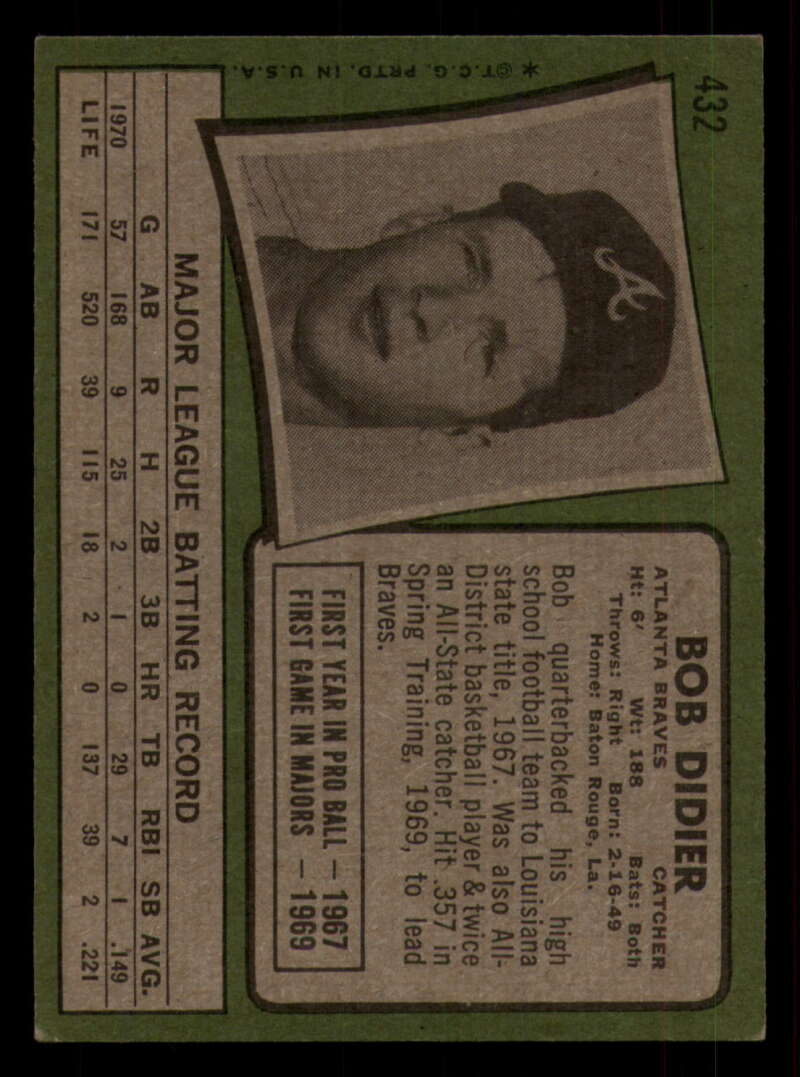 432
*©T.C.G. PRTD. IN U.S.A.
A
BOB DIDIER
ATLANTA BRAVES CATCHER
Ht: 6' Wt: 188 Bats: Both
Throws: Right Born: 2-16-49
Home: Baton Rouge, La.
Bob quarterbacked his high
school football team to Louisiana
state title, 1967. Was also All-
District basketball player & twice
an All-State catcher. Hit .357 in
Spring Training, 1969, to lead
Braves.
FIRST YEAR IN PRO BALL — 1967
FIRST GAME IN MAJORS — 1969
MAJOR LEAGUE BATTING RECORD
G AB R H 2B 3B HR TB RBI SB AVG.
1970 57 168 9 25 2 1 0 29 7 1 .149
LIFE 171 520 39 115 18 2 0 137 39 2 .221